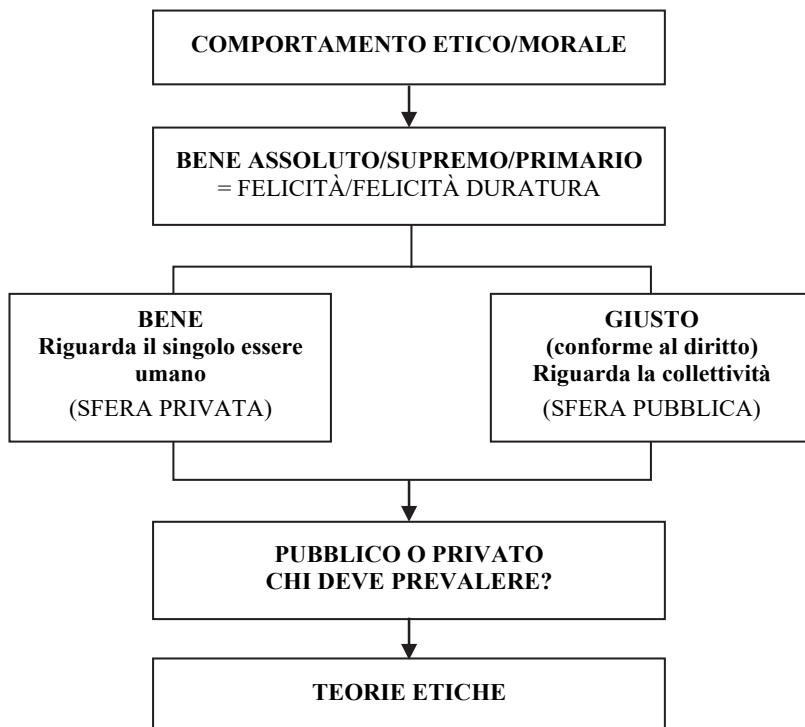 COMPORTAMENTO ETICO/MORALE
BENE ASSOLUTO/SUPREMO/PRIMARIO
= FELICITÀ/FELICITÀ DURATURA
BENE
Riguarda il singolo essere
umano
(SFERA PRIVATA)
GIUSTO
(conforme al diritto)
Riguarda la collettività
(SFERA PUBBLICA)
PUBBLICO O PRIVATO
CHI DEVE PREVALERE?
TEORIE ETICHE